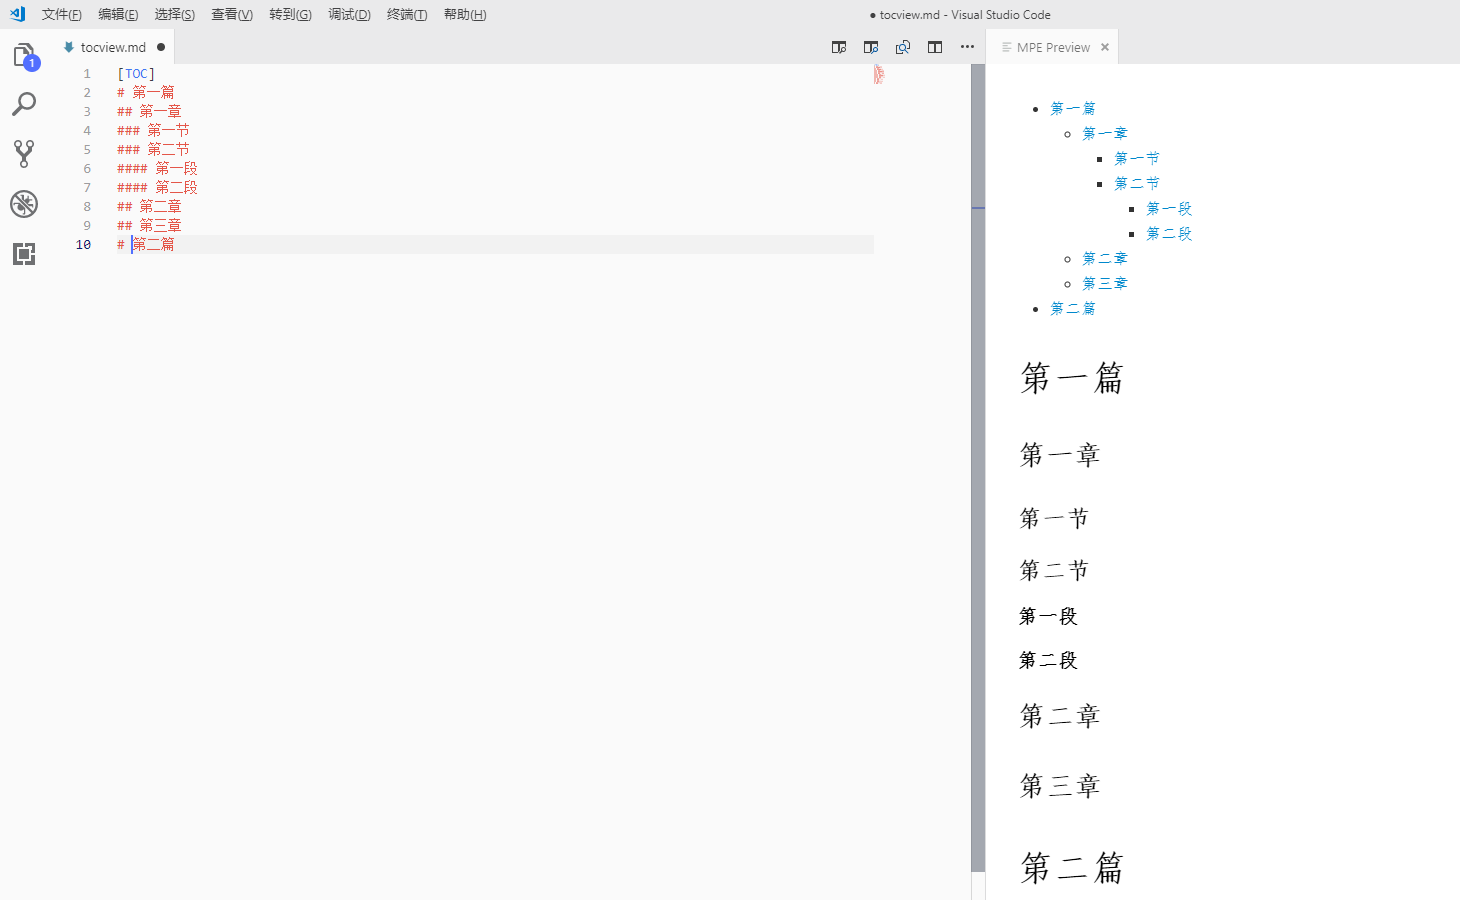 文件(F) 编辑(E) 选择(S) 查看(V) 转到(G) 调试(D) 终端(T) 帮助(H)
● tocview.md - Visual Studio Code
tocview.md ●
1
1 [TOC]
2 # 第一篇
3 ## 第一章
4 ### 第一节
5 ### 第二节
6 #### 第一段
7 #### 第二段
8 ## 第二章
9 ## 第三章
10 # 第二篇
MPE Preview ×
第一篇
第一章
第一节
第二节
第一段
第二段
第二章
第三章
第二篇
第一篇
第一章
第一节
第二节
第一段
第二段
第二章
第三章
第二篇